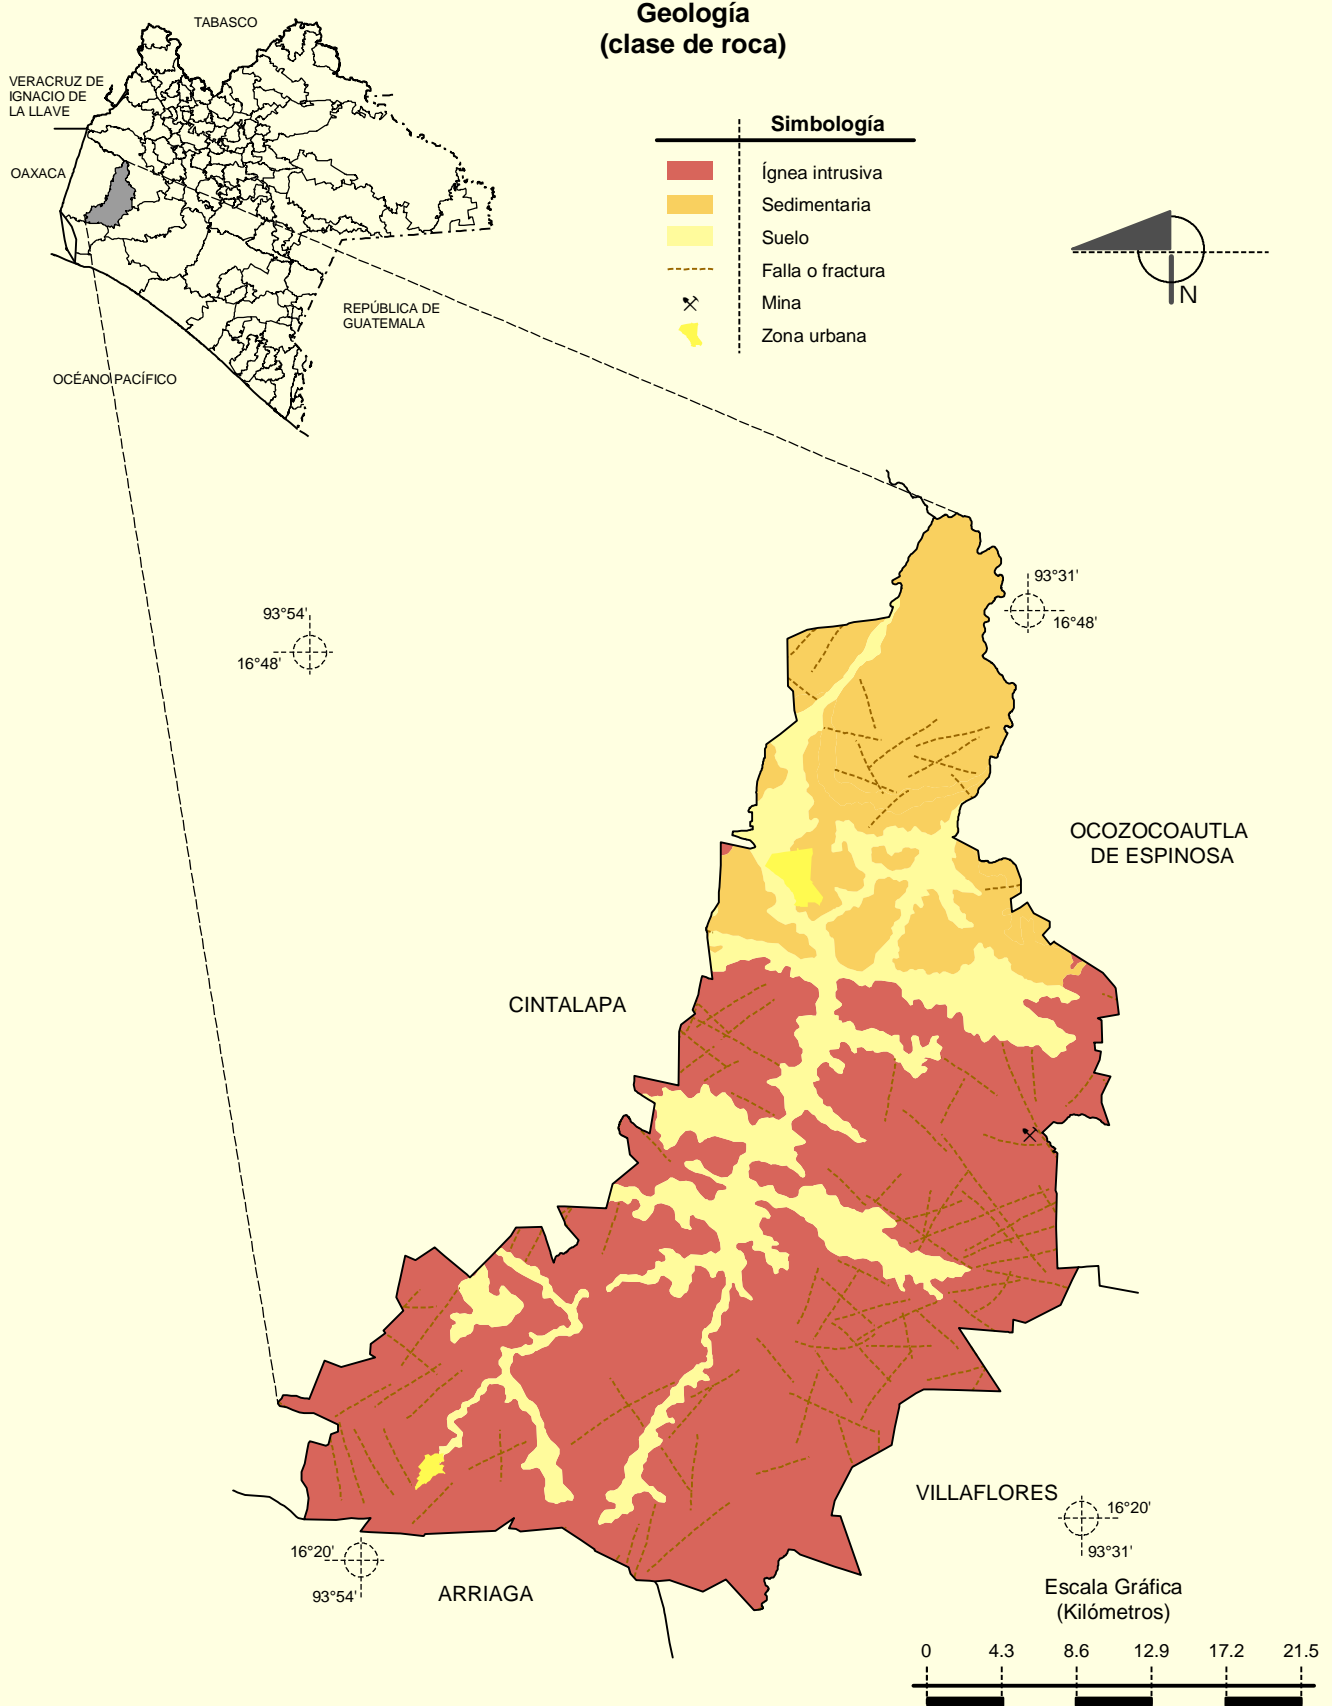 Geología
(clase de roca)
TABASCO
VERACRUZ DE
IGNACIO DE
LA LLAVE
OAXACA
REPÚBLICA DE
GUATEMALA
OCÉANO PACÍFICO
Simbología
Ígnea intrusiva
Sedimentaria
Suelo
Falla o fractura
Mina
Zona urbana
N
93°54'
16°48'
93°31'
16°48'
OCOZOCOAUTLA
DE ESPINOSA
CINTALAPA
VILLAFLORES
16°20'
93°31'
16°20'
93°54'
ARRIAGA
Escala Gráfica
(Kilómetros)
0 4.3 8.6 12.9 17.2 21.5